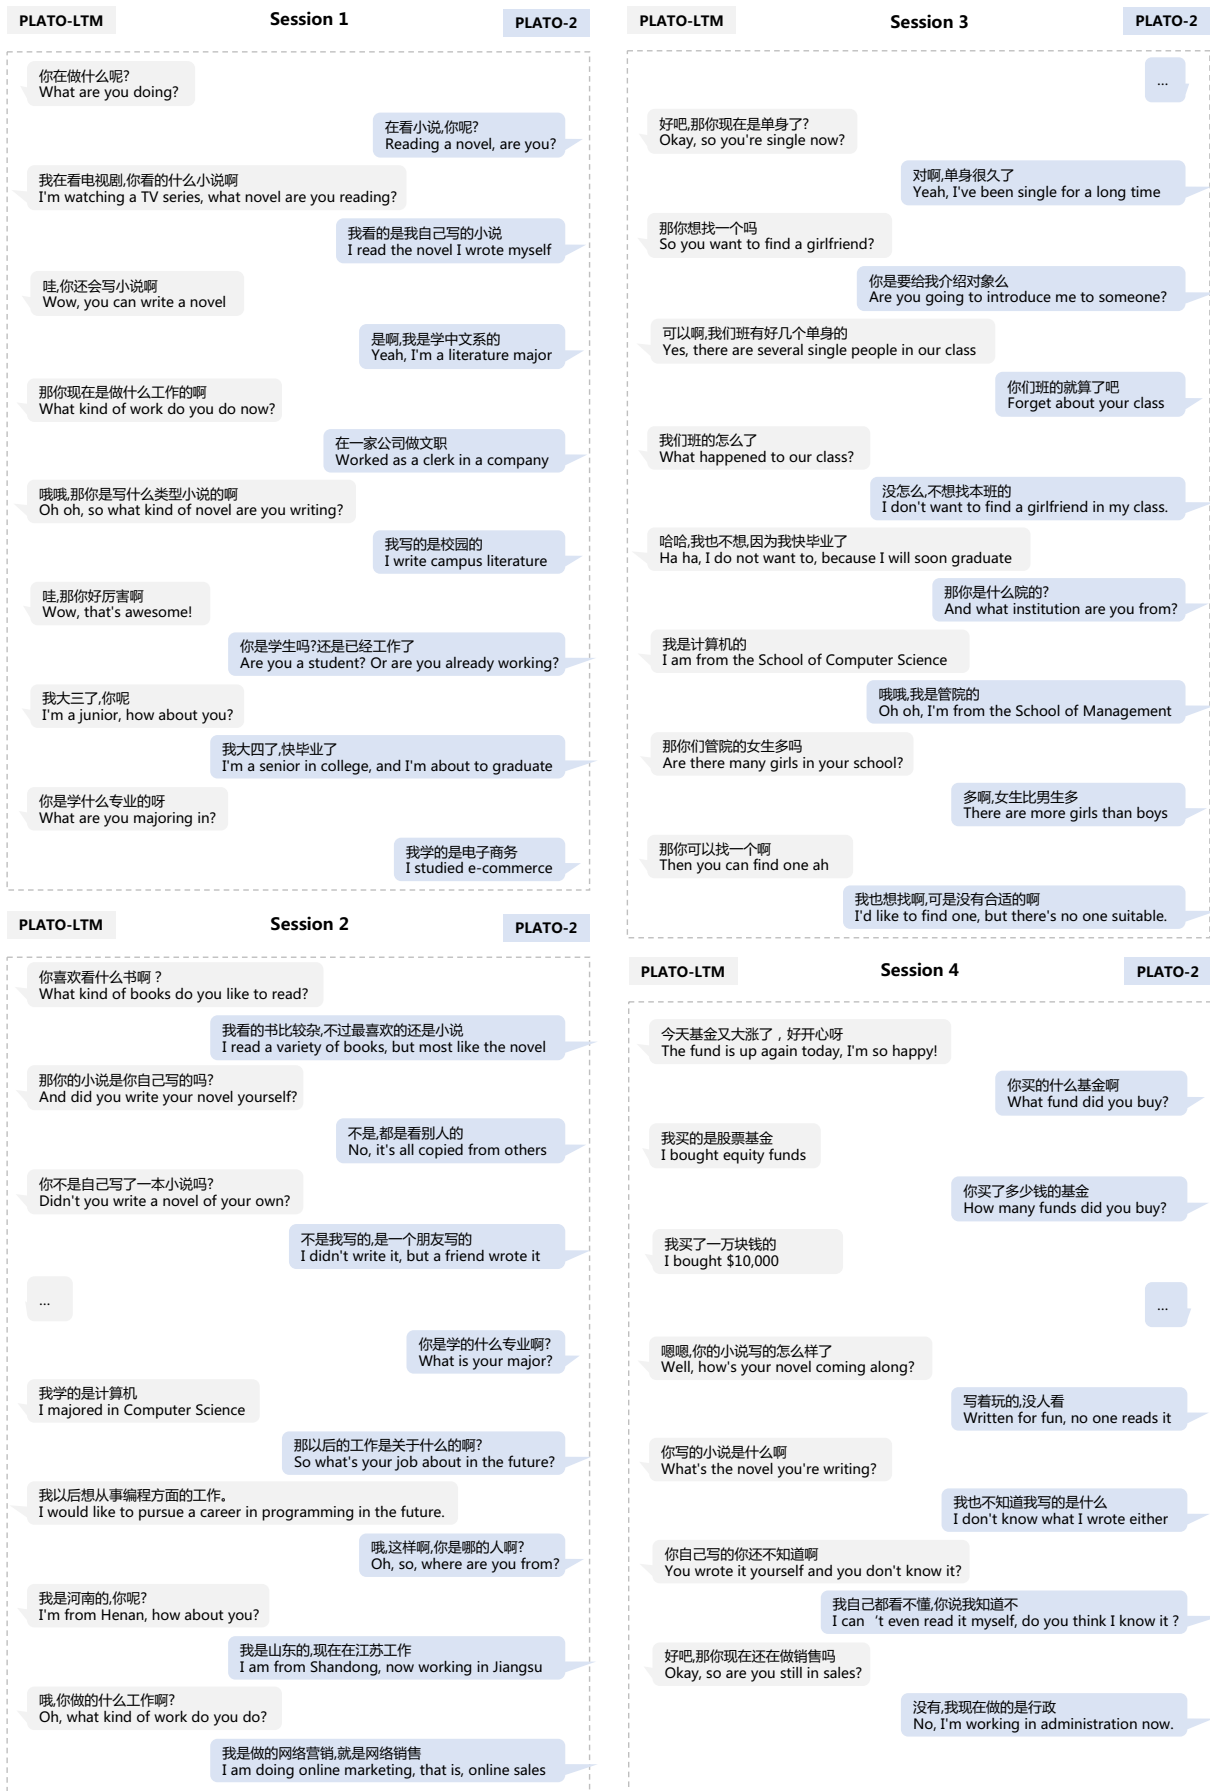 PLATO-LTM
Session 1
PLATO-2
你在做什么呢?
What are you doing?
在看小说,你呢?
Reading a novel, are you?
我在看电视剧,你看的什么小说啊
I'm watching a TV series, what novel are you reading?
我看的是我自己写的小说
I read the novel I wrote myself
哇,你还会写小说啊
Wow, you can write a novel
是啊,我是学中文系的
Yeah, I'm a literature major
那你现在是做什么工作的啊
What kind of work do you do now?
在一家公司做文职
Worked as a clerk in a company
哦哦,那你是写什么类型小说的啊
Oh oh, so what kind of novel are you writing?
我写的是校园的
I write campus literature
哇,那你好厉害啊
Wow, that's awesome!
你是学生吗?还是已经工作了
Are you a student? Or are you already working?
我大三了,你呢
I'm a junior, how about you?
我大四了,快毕业了
I'm a senior in college, and I'm about to graduate
你是学什么专业的呀
What are you majoring in?
我学的是电子商务
I studied e-commerce
PLATO-LTM
Session 2
PLATO-2
你喜欢看什么书啊？
What kind of books do you like to read?
我看的书比较杂,不过最喜欢的还是小说
I read a variety of books, but most like the novel
那你的小说是你自己写的吗?
And did you write your novel yourself?
不是,都是看别人的
No, it's all copied from others
你不是自己写了一本小说吗?
Didn't you write a novel of your own?
不是我写的,是一个朋友写的
I didn't write it, but a friend wrote it
...
你是学的什么专业啊?
What is your major?
我学的是计算机
I majored in Computer Science
那以后的工作是关于什么的啊?
So what's your job about in the future?
我以后想从事编程方面的工作。
I would like to pursue a career in programming in the future.
哦,这样啊,你是哪的人啊?
Oh, so, where are you from?
我是河南的,你呢?
I'm from Henan, how about you?
我是山东的,现在在江苏工作
I am from Shandong, now working in Jiangsu
哦,你做的什么工作啊?
Oh, what kind of work do you do?
我是做的网络营销,就是网络销售
I am doing online marketing, that is, online sales
PLATO-LTM
Session 3
PLATO-2
...
好吧,那你现在是单身了?
Okay, so you're single now?
对啊,单身很久了
Yeah, I've been single for a long time
那你想找一个吗
So you want to find a girlfriend?
你是要给我介绍对象么
Are you going to introduce me to someone?
可以啊,我们班有好几个单身的
Yes, there are several single people in our class
你们班的就算了吧
Forget about your class
我们班的怎么了
What happened to our class?
没怎么,不想找本班的
I don't want to find a girlfriend in my class.
哈哈,我也不想,因为我快毕业了
Ha ha, I do not want to, because I will soon graduate
那你是什么院的?
And what institution are you from?
我是计算机的
I am from the School of Computer Science
哦哦,我是管院的
Oh oh, I'm from the School of Management
那你们管院的女生多吗
Are there many girls in your school?
多啊,女生比男生多
There are more girls than boys
那你可以找一个啊
Then you can find one ah
我也想找啊,可是没有合适的啊
I'd like to find one, but there's no one suitable.
PLATO-LTM
Session 4
PLATO-2
今天基金又大涨了，好开心呀
The fund is up again today, I'm so happy!
你买的什么基金啊
What fund did you buy?
我买的是股票基金
I bought equity funds
你买了多少钱的基金
How many funds did you buy?
我买了一万块钱的
I bought $10,000
...
嗯嗯,你的小说写的怎么样了
Well, how's your novel coming along?
写着玩的,没人看
Written for fun, no one reads it
你写的小说是什么啊
What's the novel you're writing?
我也不知道我写的是什么
I don't know what I wrote either
你自己写的你还不知道啊
You wrote it yourself and you don't know it?
我自己都看不懂,你说我知道不
I can‘t even read it myself, do you think I know it ?
好吧,那你现在还在做销售吗
Okay, so are you still in sales?
没有,我现在做的是行政
No, I'm working in administration now.